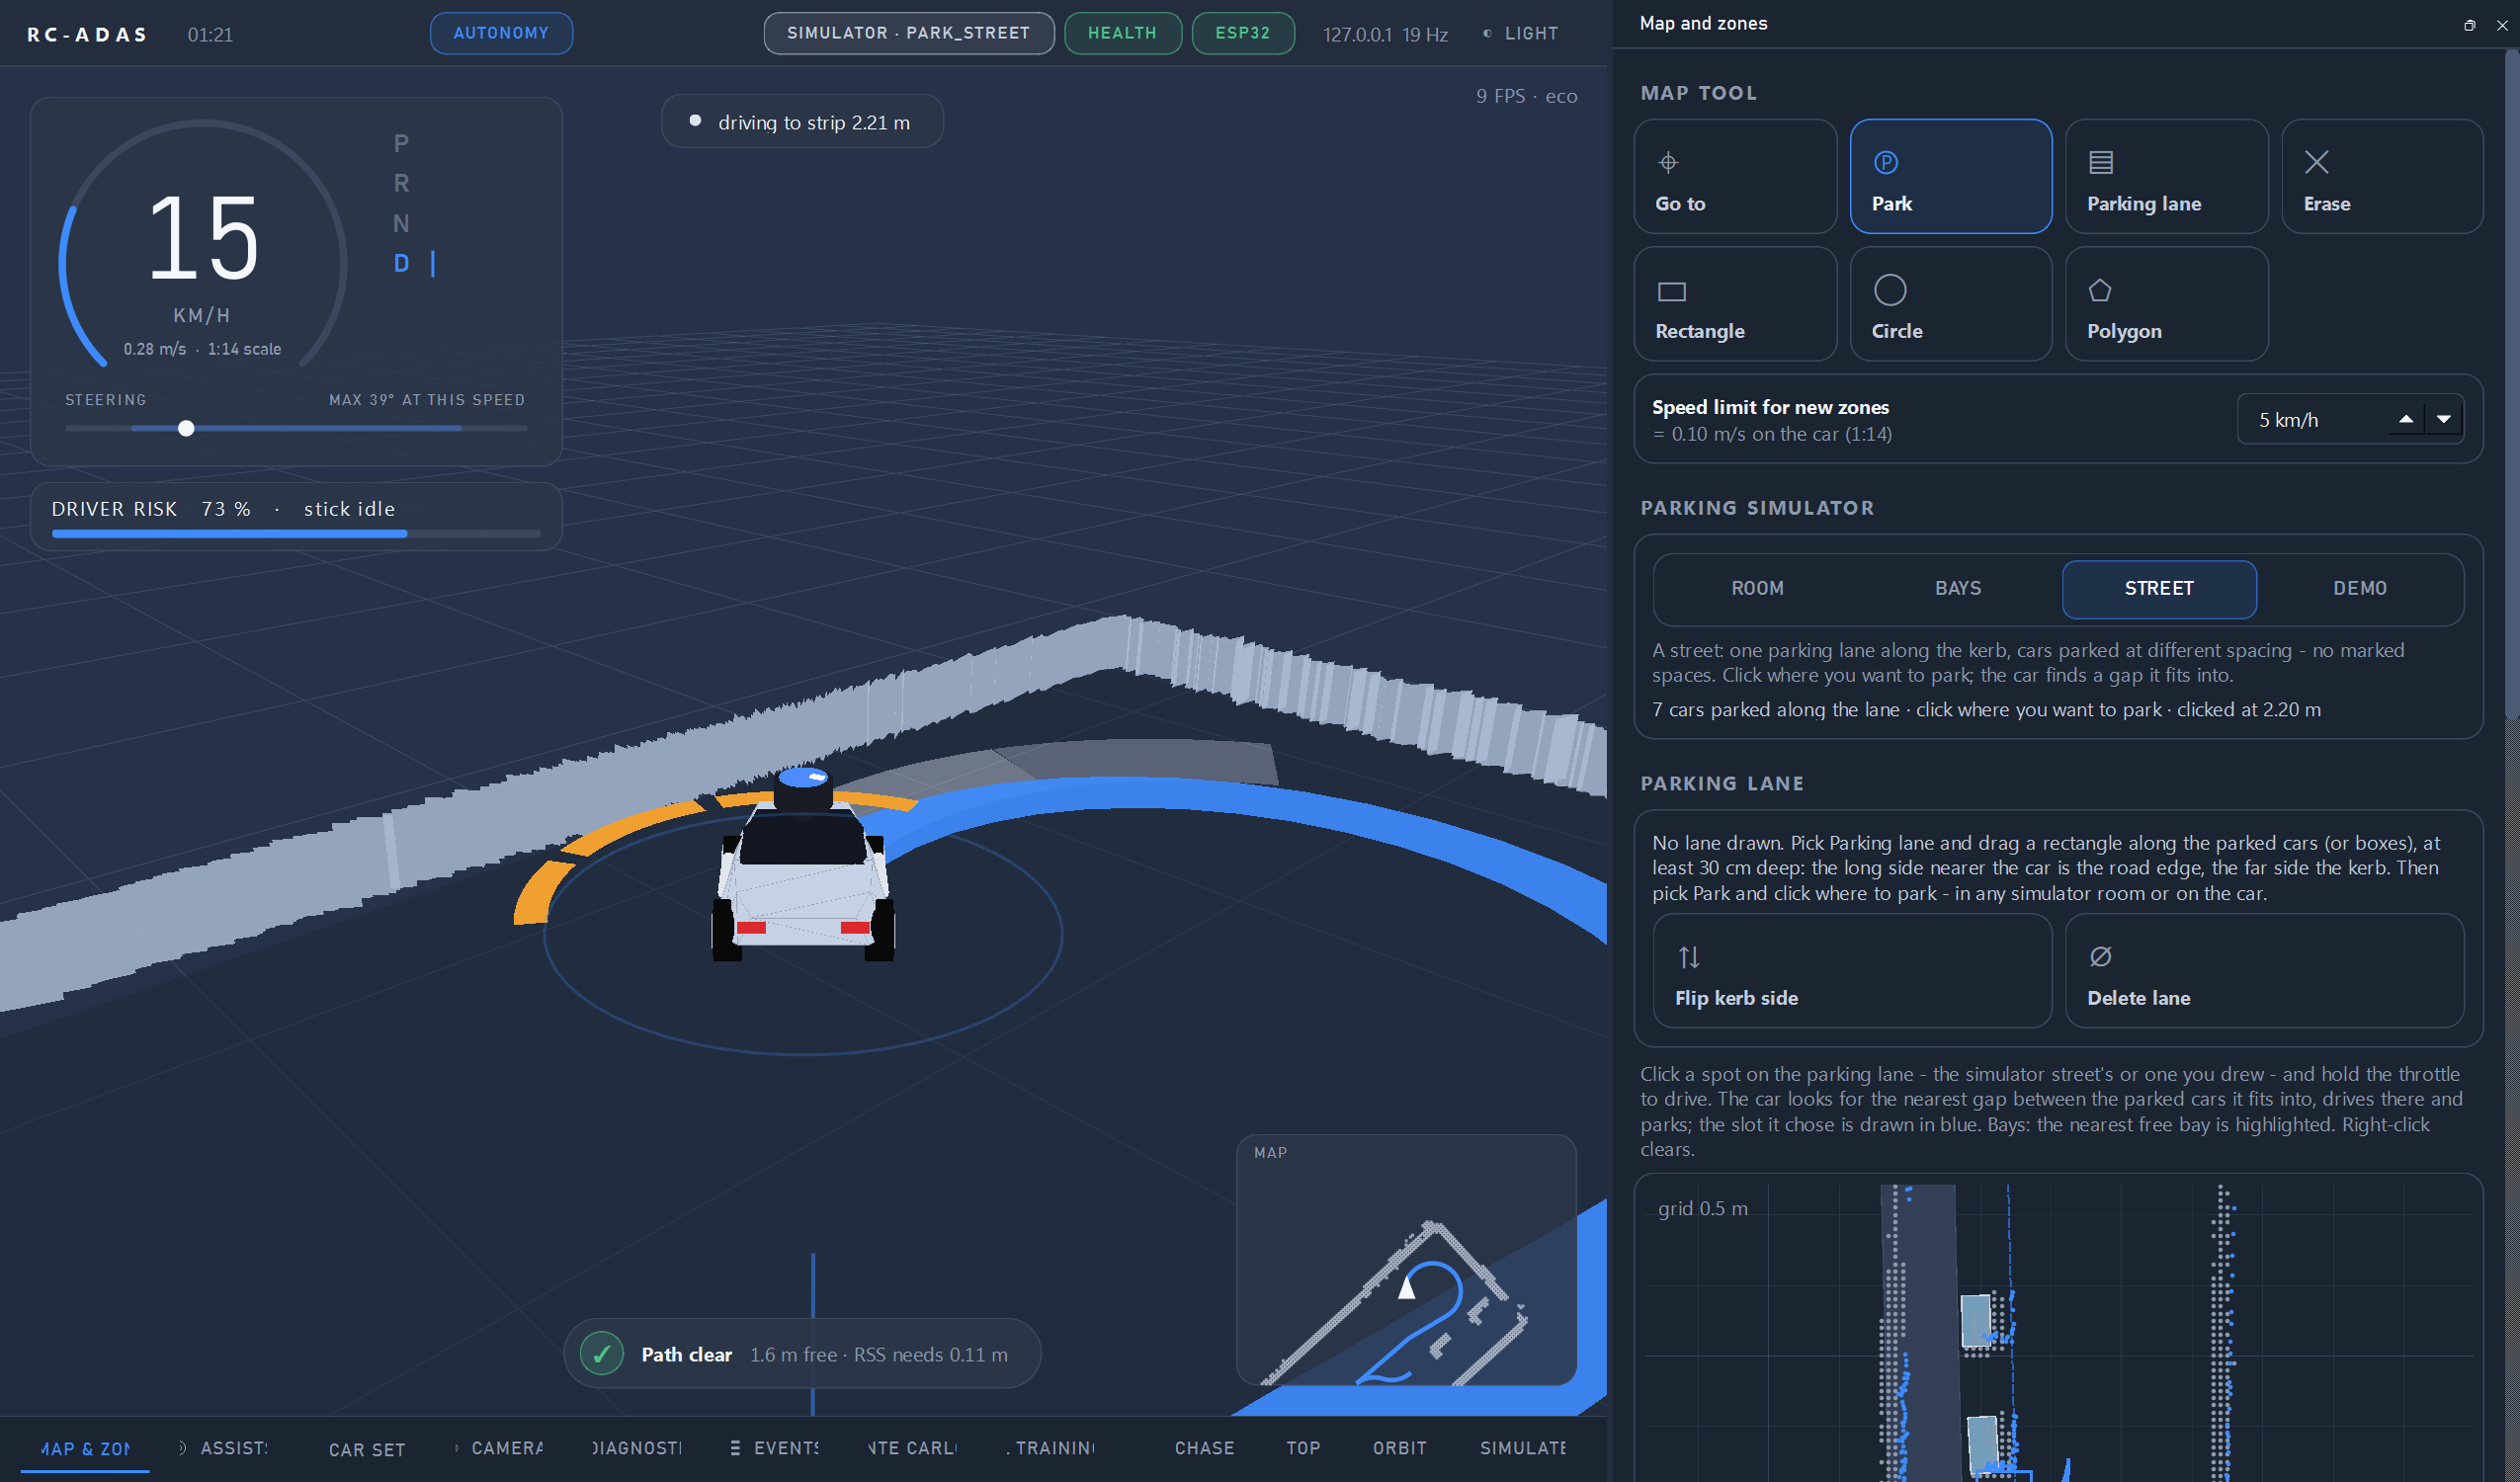 RC-ADAS
01:21
AUTONOMY
SIMULATOR · PARK_STREET
HEALTH
ESP32
127.0.0.1 19 Hz
LIGHT
9 FPS · eco
driving to strip 2.21 m
P
R
N
D
15
KM/H
0.28 m/s · 1:14 scale
STEERING
MAX 39° AT THIS SPEED
DRIVER RISK 73 % · stick idle
MAP
Path clear 1.6 m free · RSS needs 0.11 m
MAP & ZON
ASSIST
CAR SET
CAMERA
DIAGNOSTI
EVENTS
NTE CARL
. TRAININ
CHASE
TOP
ORBIT
SIMULATE
Map and zones
MAP TOOL
Go to
Park
Parking lane
Erase
Rectangle
Circle
Polygon
Speed limit for new zones
= 0.10 m/s on the car (1:14)
5 km/h
PARKING SIMULATOR
ROOM
BAYS
STREET
DEMO
A street: one parking lane along the kerb, cars parked at different spacing - no marked
spaces. Click where you want to park; the car finds a gap it fits into.
7 cars parked along the lane · click where you want to park · clicked at 2.20 m
PARKING LANE
No lane drawn. Pick Parking lane and drag a rectangle along the parked cars (or boxes), at
least 30 cm deep: the long side nearer the car is the road edge, the far side the kerb. Then
pick Park and click where to park - in any simulator room or on the car.
Flip kerb side
Delete lane
Click a spot on the parking lane - the simulator street's or one you drew - and hold the throttle
to drive. The car looks for the nearest gap between the parked cars it fits into, drives there and
parks; the slot it chose is drawn in blue. Bays: the nearest free bay is highlighted. Right-click
clears.
grid 0.5 m